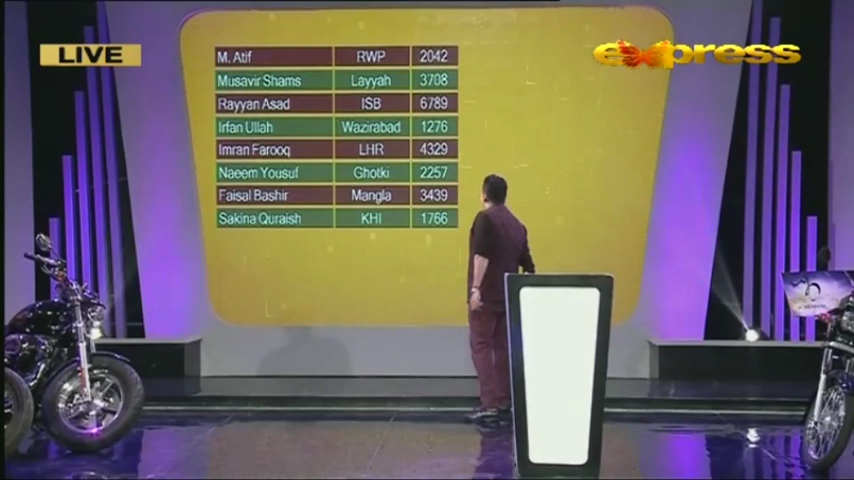 LIVE
express
M. Atif RWP 2042
Musavir Shams Layyah 3708
Rayyan Asad ISB 6789
Irfan Ullah Wazirabad 1276
Imran Farooq LHR 4329
Naeem Yousuf Ghotki 2257
Faisal Bashir Mangla 3439
Sakina Quraish KHI 1766